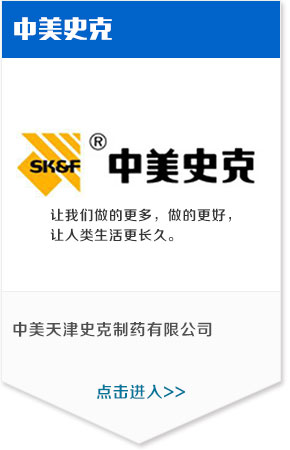 中美史克
SK&F® 中美史克
让我们做的更多，做的更好，
让人类生活更长久。
中美天津史克制药有限公司
点击进入>>